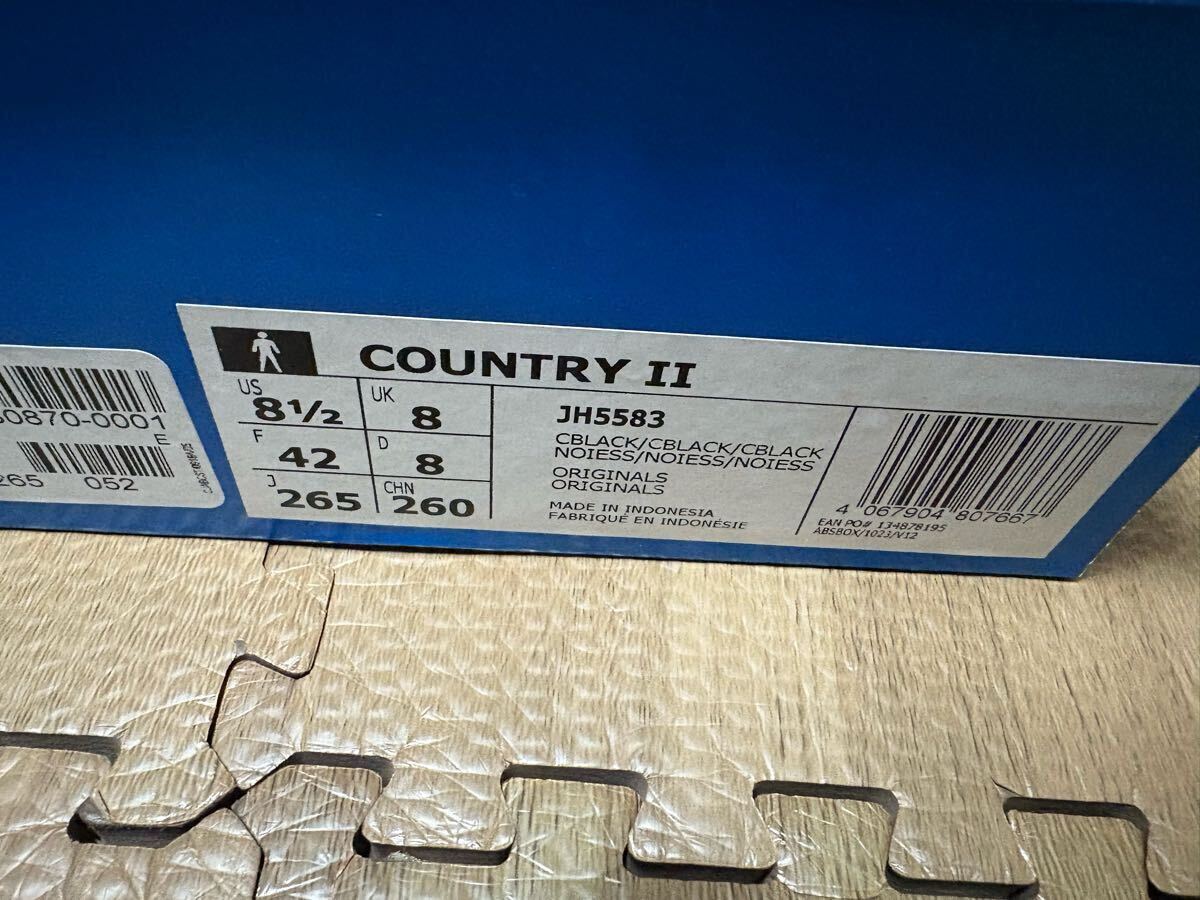 0870-0001
E
265 052
COUNTRY II
US 8½ UK 8
F 42 D 8
J 265 CHN 260
JH5583
CBLACK/CBLACK/CBLACK
NOIESS/NOIESS/NOIESS
ORIGINALS
ORIGINALS
MADE IN INDONESIA
FABRIQUÉ EN INDONÉSIE
4 067904 807667
EAN PO# 134878195
ABSBOX/1023/V12